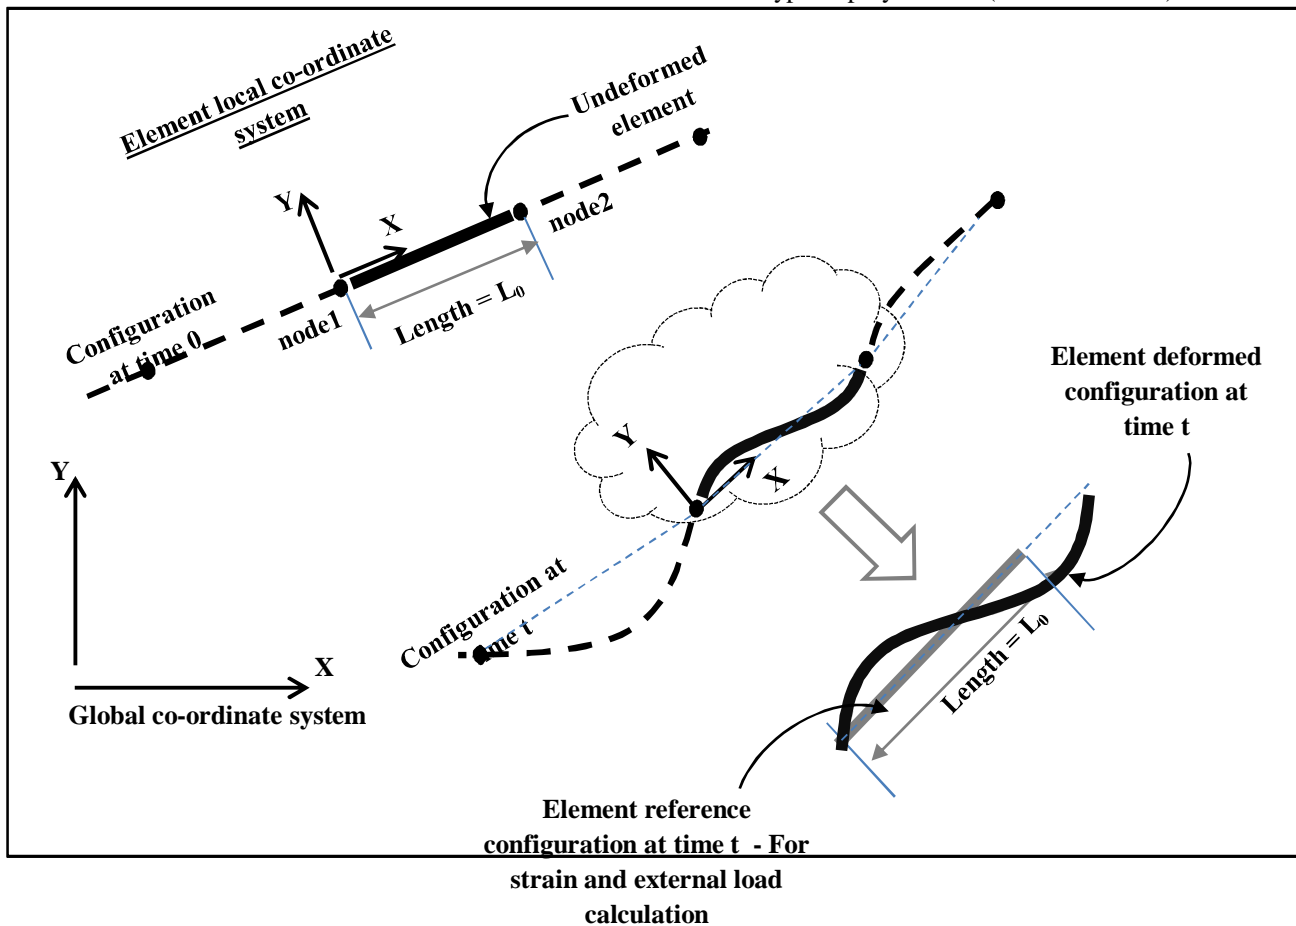 Element local co-ordinate
system
Undeformed
element
Y
X
node2
node1
Length = L₀
Configuration
at time 0
Element deformed
configuration at
time t
Y
X
Y
X
Global co-ordinate system
Configuration at
time t
Length = L₀
Element reference
configuration at time t - For
strain and external load
calculation